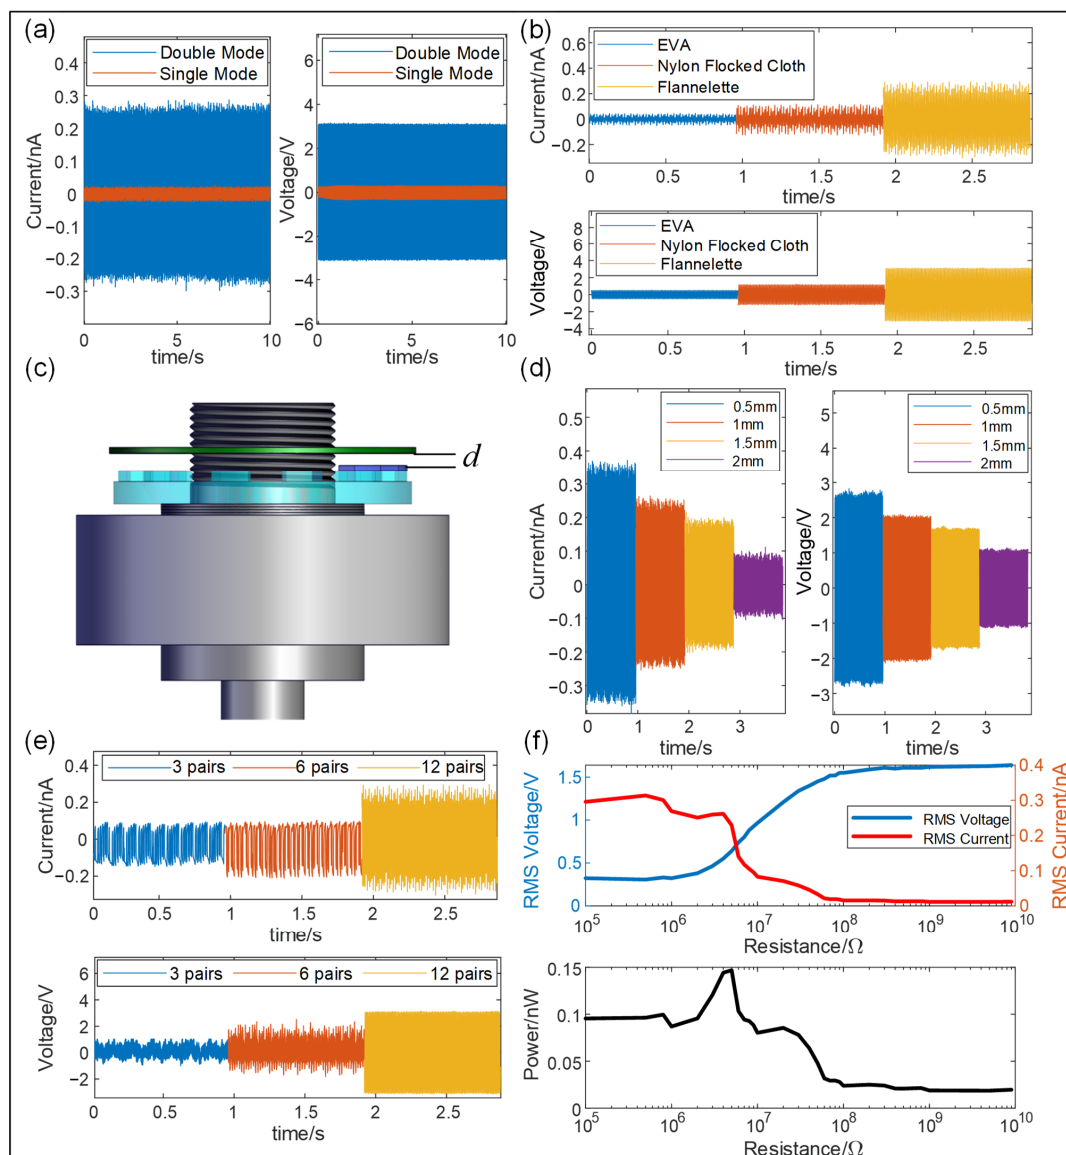 (a)
Double Mode
Single Mode
0.4
0.3
0.2
0.1
0
−0.1
−0.2
−0.3
Current/nA
0
5
10
time/s
Double Mode
Single Mode
6
4
2
0
−2
−4
−6
Voltage/V
0
5
10
time/s
(b)
EVA
Nylon Flocked Cloth
Flannelette
0.6
0.4
0.2
0
−0.2
Current/nA
0
0.5
1
1.5
2
2.5
time/s
EVA
Nylon Flocked Cloth
Flannelette
8
6
4
2
0
−2
−4
Voltage/V
0
0.5
1
1.5
2
2.5
time/s
(c)
d
(d)
0.5mm
1mm
1.5mm
2mm
0.5
0.4
0.3
0.2
0.1
0
−0.1
−0.2
−0.3
Current/nA
0
1
2
3
time/s
0.5mm
1mm
1.5mm
2mm
5
4
3
2
1
0
−1
−2
−3
Voltage/V
0
1
2
3
time/s
(e)
3 pairs
6 pairs
12 pairs
0.4
0.2
0
−0.2
Current/nA
0
0.5
1
1.5
2
2.5
time/s
3 pairs
6 pairs
12 pairs
6
4
2
0
−2
Voltage/V
0
0.5
1
1.5
2
2.5
time/s
(f)
RMS Voltage
RMS Current
1.5
1
0.5
0
RMS Voltage/V
0.4
0.3
0.2
0.1
0
RMS Current/nA
10⁵
10⁶
10⁷
10⁸
10⁹
10¹⁰
Resistance/Ω
0.15
0.1
0.05
0
Power/nW
10⁵
10⁶
10⁷
10⁸
10⁹
10¹⁰
Resistance/Ω